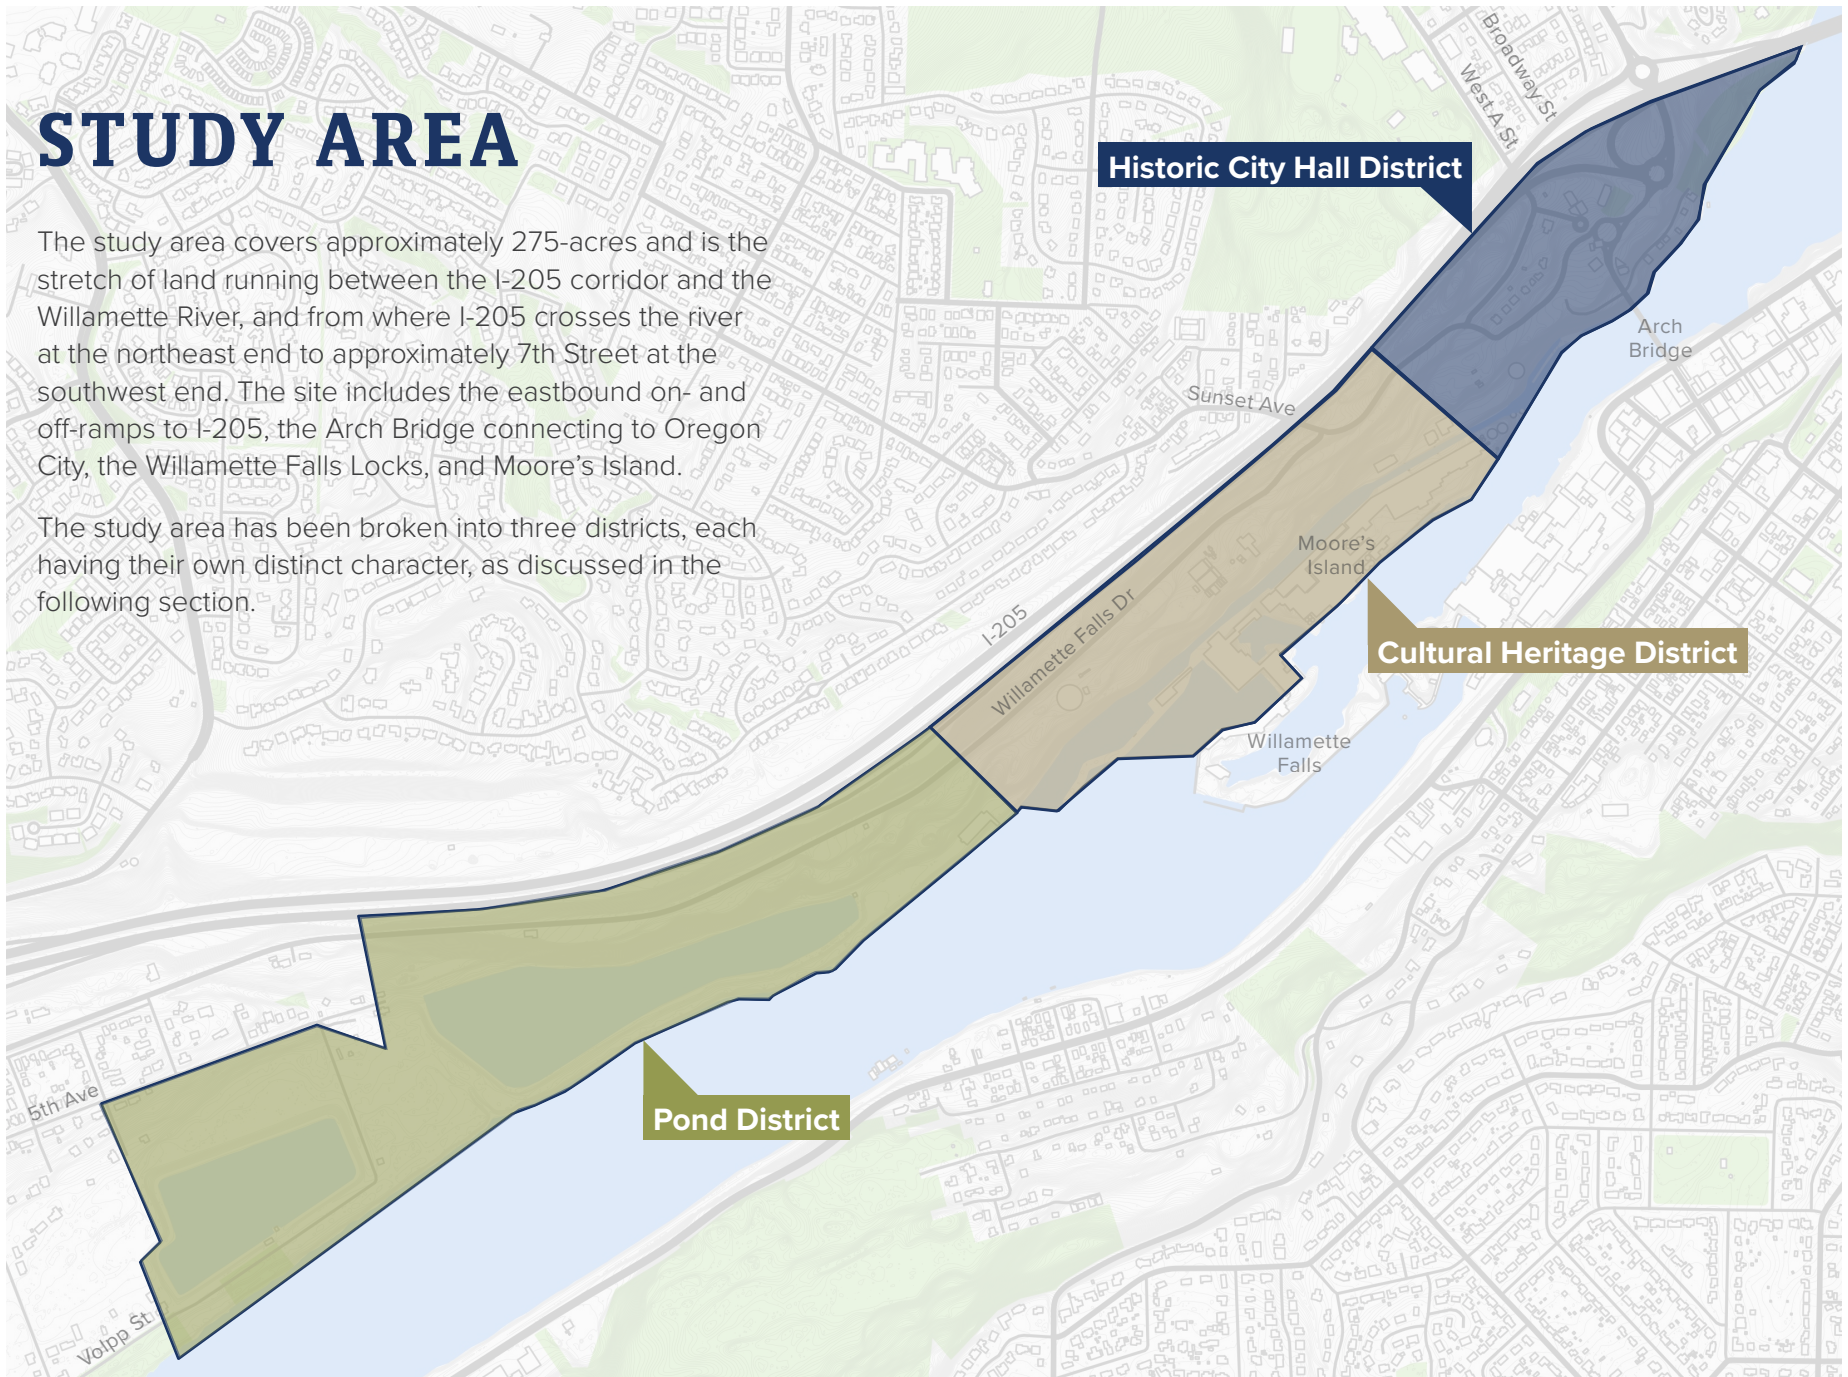 STUDY AREA
The study area covers approximately 275-acres and is the
stretch of land running between the I-205 corridor and the
Willamette River, and from where I-205 crosses the river
at the northeast end to approximately 7th Street at the
southwest end. The site includes the eastbound on- and
off-ramps to I-205, the Arch Bridge connecting to Oregon
City, the Willamette Falls Locks, and Moore’s Island.
The study area has been broken into three districts, each
having their own distinct character, as discussed in the
following section.
Broadway St
West A St
Historic City Hall District
Arch
Bridge
Sunset Ave
Moore’s
Island
I-205
Willamette Falls Dr
Cultural Heritage District
Willamette
Falls
5th Ave
Pond District
Volpp St